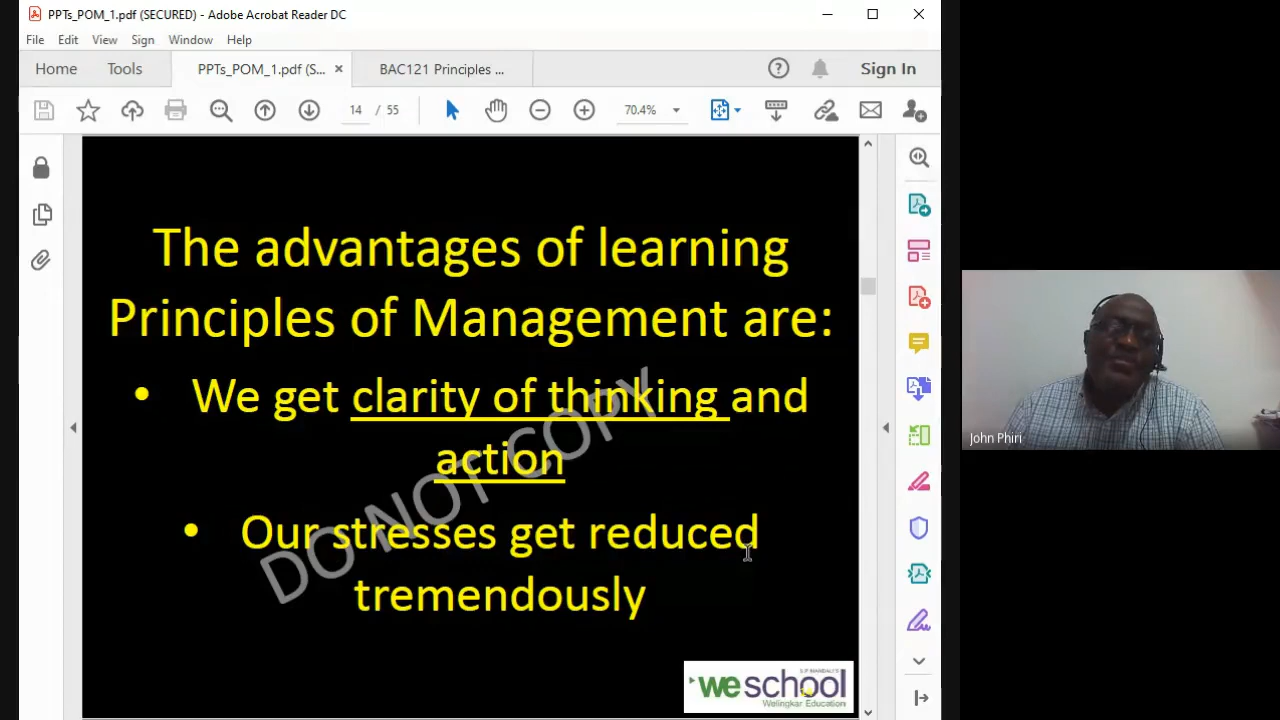 PPTs_POM_1.pdf (SECURED) - Adobe Acrobat Reader DC
File Edit View Sign Window Help
Home Tools PPTs_POM_1.pdf (S... × BAC121 Principles ... Sign In
14 / 55 70.4%
The advantages of learning
Principles of Management are:
• We get clarity of thinking and
action
• Our stresses get reduced
tremendously
DO NOT COPY
S.P. MANDALI'S
weschool
Welingkar Education
John Phiri